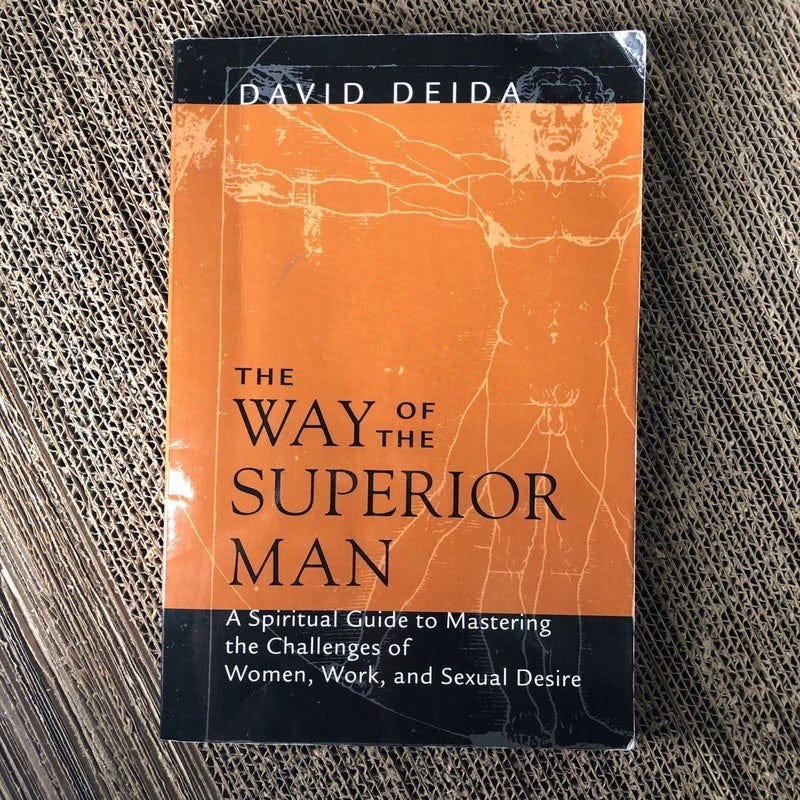 DAVID DEIDA
THE
WAY OF THE
SUPERIOR
MAN
A Spiritual Guide to Mastering
the Challenges of
Women, Work, and Sexual Desire